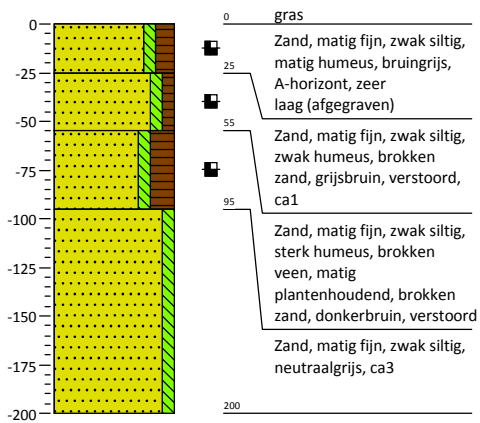 0
-25
-50
-75
-100
-125
-150
-175
-200
0
gras
Zand, matig fijn, zwak siltig,
matig humeus, bruingrijs,
A-horizont, zeer
laag (afgegraven)
25
Zand, matig fijn, zwak siltig,
zwak humeus, brokken
zand, grijsbruin, verstoord,
ca1
55
Zand, matig fijn, zwak siltig,
sterk humeus, brokken
veen, matig
plantenhoudend, brokken
zand, donkerbruin, verstoord
95
Zand, matig fijn, zwak siltig,
neutraalgrijs, ca3
200